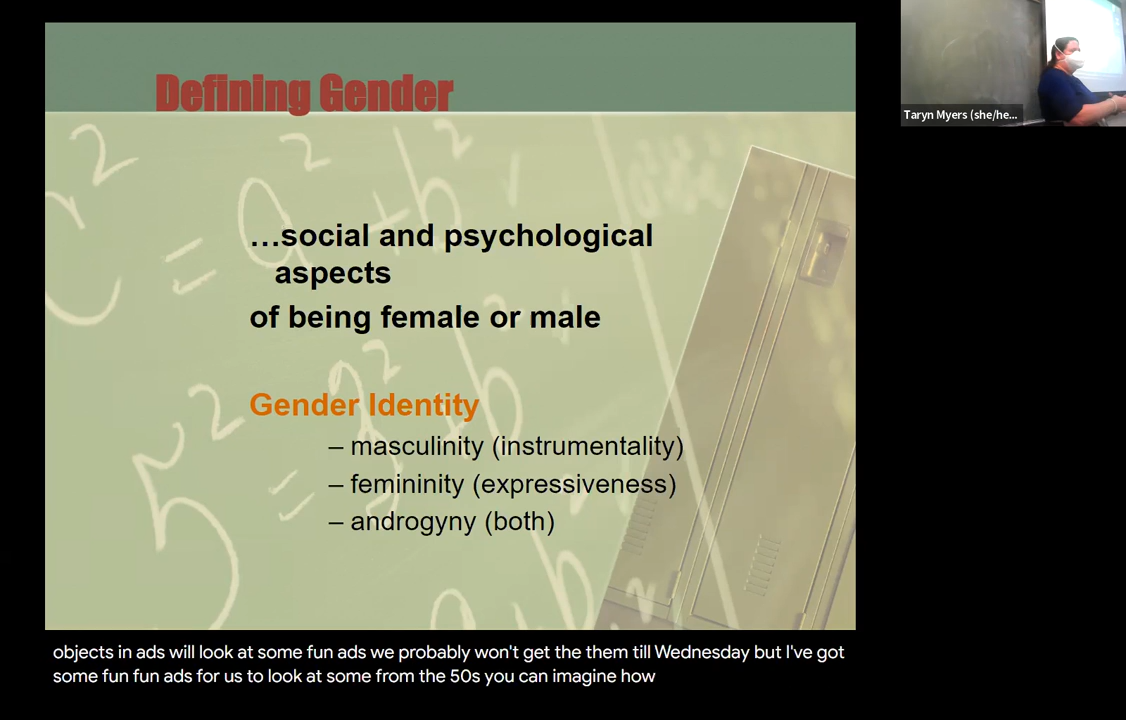 Defining Gender
…social and psychological
aspects
of being female or male
Gender Identity
– masculinity (instrumentality)
– femininity (expressiveness)
– androgyny (both)
Taryn Myers (she/he...
objects in ads will look at some fun ads we probably won't get the them till Wednesday but I've got
some fun fun ads for us to look at some from the 50s you can imagine how